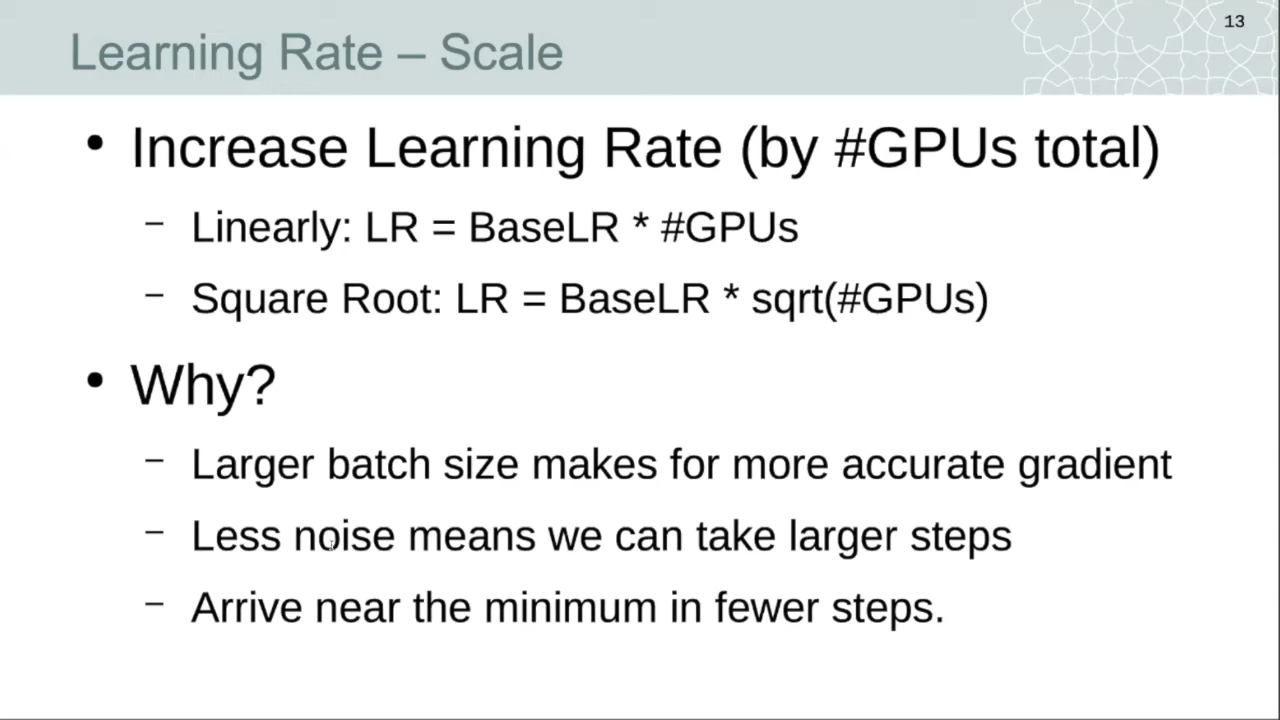 13
Learning Rate – Scale
• Increase Learning Rate (by #GPUs total)
– Linearly: LR = BaseLR * #GPUs
– Square Root: LR = BaseLR * sqrt(#GPUs)
• Why?
– Larger batch size makes for more accurate gradient
– Less noise means we can take larger steps
– Arrive near the minimum in fewer steps.